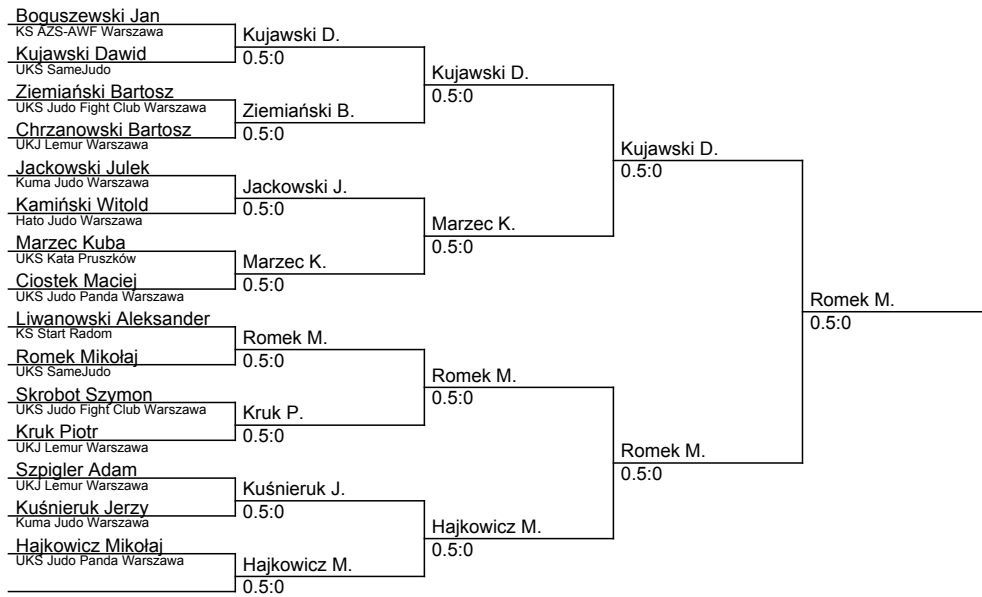 Boguszewski Jan
KS AZS-AWF Warszawa
Kujawski Dawid
UKS SameJudo
Ziemiański Bartosz
UKS Judo Fight Club Warszawa
Chrzanowski Bartosz
UKJ Lemur Warszawa
Jackowski Julek
Kuma Judo Warszawa
Kamiński Witold
Hato Judo Warszawa
Marzec Kuba
UKS Kata Pruszków
Ciostek Maciej
UKS Judo Panda Warszawa
Liwanowski Aleksander
KS Start Radom
Romek Mikołaj
UKS SameJudo
Skrobot Szymon
UKS Judo Fight Club Warszawa
Kruk Piotr
UKJ Lemur Warszawa
Szpigler Adam
UKJ Lemur Warszawa
Kuśnieruk Jerzy
Kuma Judo Warszawa
Hajkowicz Mikołaj
UKS Judo Panda Warszawa
Kujawski D.
0.5:0
Ziemiański B.
0.5:0
Jackowski J.
0.5:0
Marzec K.
0.5:0
Romek M.
0.5:0
Kruk P.
0.5:0
Kuśnieruk J.
0.5:0
Hajkowicz M.
0.5:0
Kujawski D.
0.5:0
Marzec K.
0.5:0
Romek M.
0.5:0
Hajkowicz M.
0.5:0
Kujawski D.
0.5:0
Romek M.
0.5:0
Romek M.
0.5:0